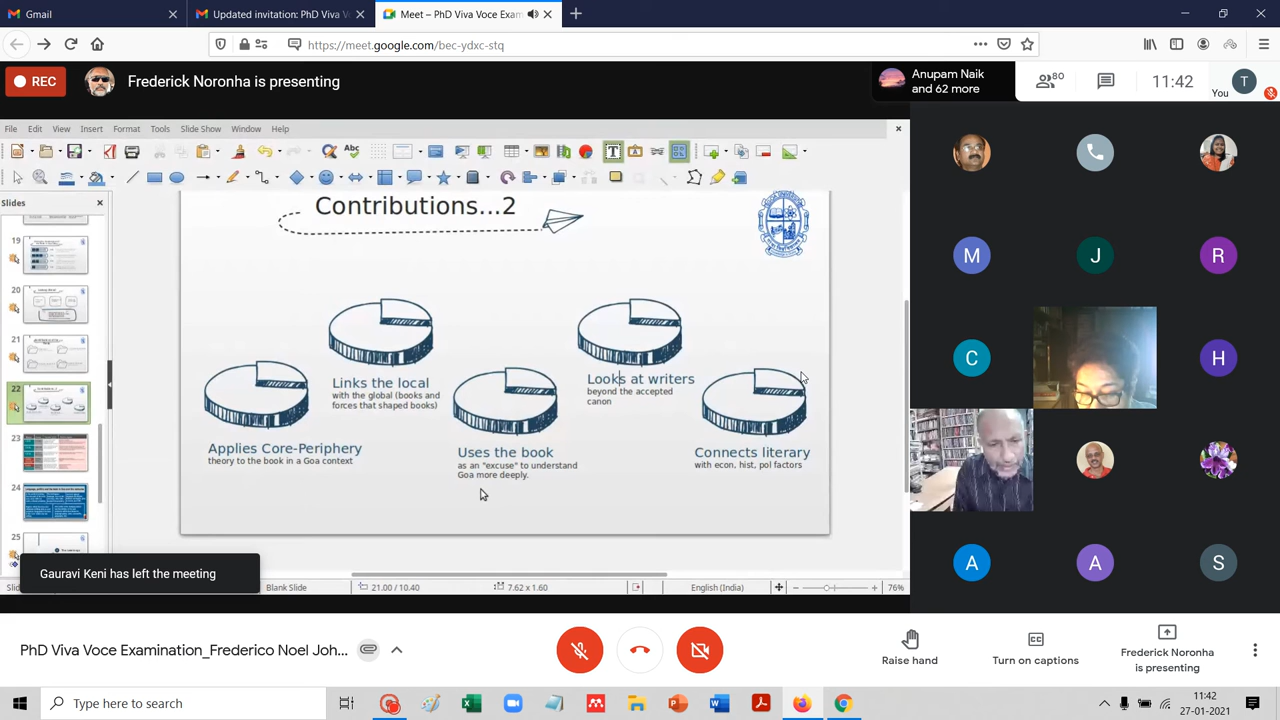 Gmail
Updated invitation: PhD Viva V
Meet – PhD Viva Voce Exam
https://meet.google.com/bec-ydxc-stq
REC
Frederick Noronha is presenting
Anupam Naik
and 62 more
80
11:42
You
T
File Edit View Insert Format Tools Slide Show Window Help
Slides
19
20
21
22
23
24
25
Contributions...2
Links the local
with the global (books and
forces that shaped books)
Looks at writers
beyond the accepted
canon
Applies Core-Periphery
theory to the book in a Goa context
Uses the book
as an "excuse" to understand
Goa more deeply.
Connects literary
with econ, hist, pol factors
M
J
R
C
H
A
A
S
Gauravi Keni has left the meeting
Blank Slide
21.00 / 10.40
7.62 x 1.60
English (India)
76%
PhD Viva Voce Examination_Frederico Noel Joh...
Raise hand
Turn on captions
Frederick Noronha
is presenting
Type here to search
11:42
27-01-2021